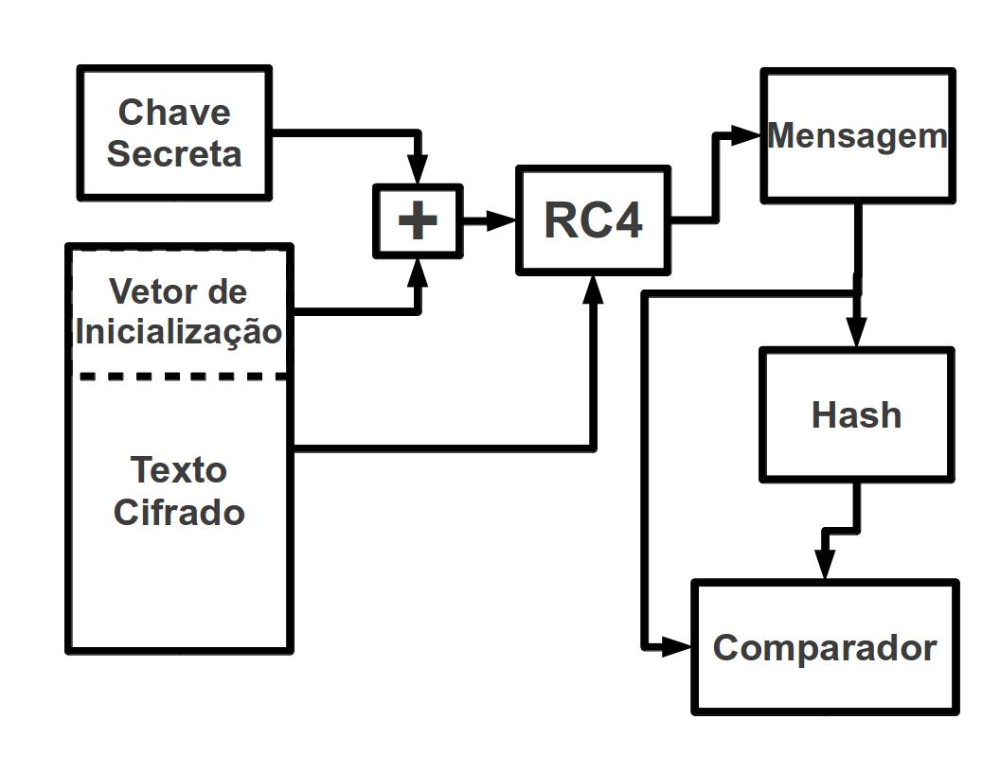 Chave
Secreta
Mensagem
+
RC4
Vetor de
Inicialização
Hash
Texto
Cifrado
Comparador